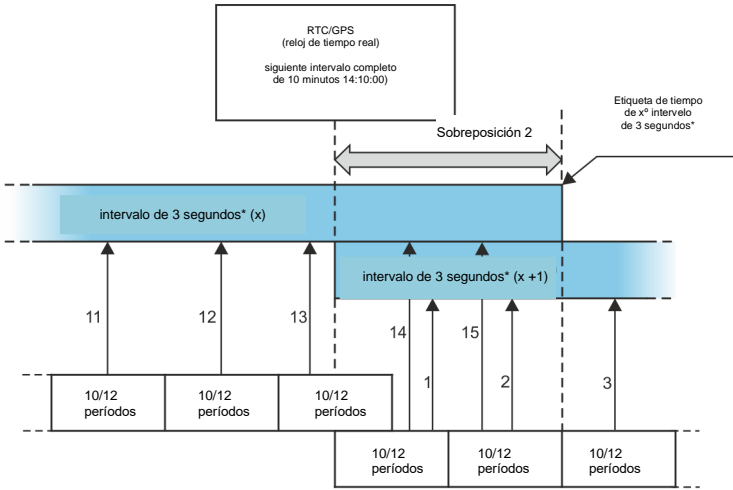 RTC/GPS
(reloj de tiempo real)
siguiente intervalo completo
de 10 minutos 14:10:00)
Etiqueta de tiempo
de xº intervelo
de 3 segundos*
Sobreposición 2
intervalo de 3 segundos* (x)
intervalo de 3 segundos* (x +1)
11
12
13
14
15
1
2
3
10/12
períodos
10/12
períodos
10/12
períodos
10/12
períodos
10/12
períodos
10/12
períodos